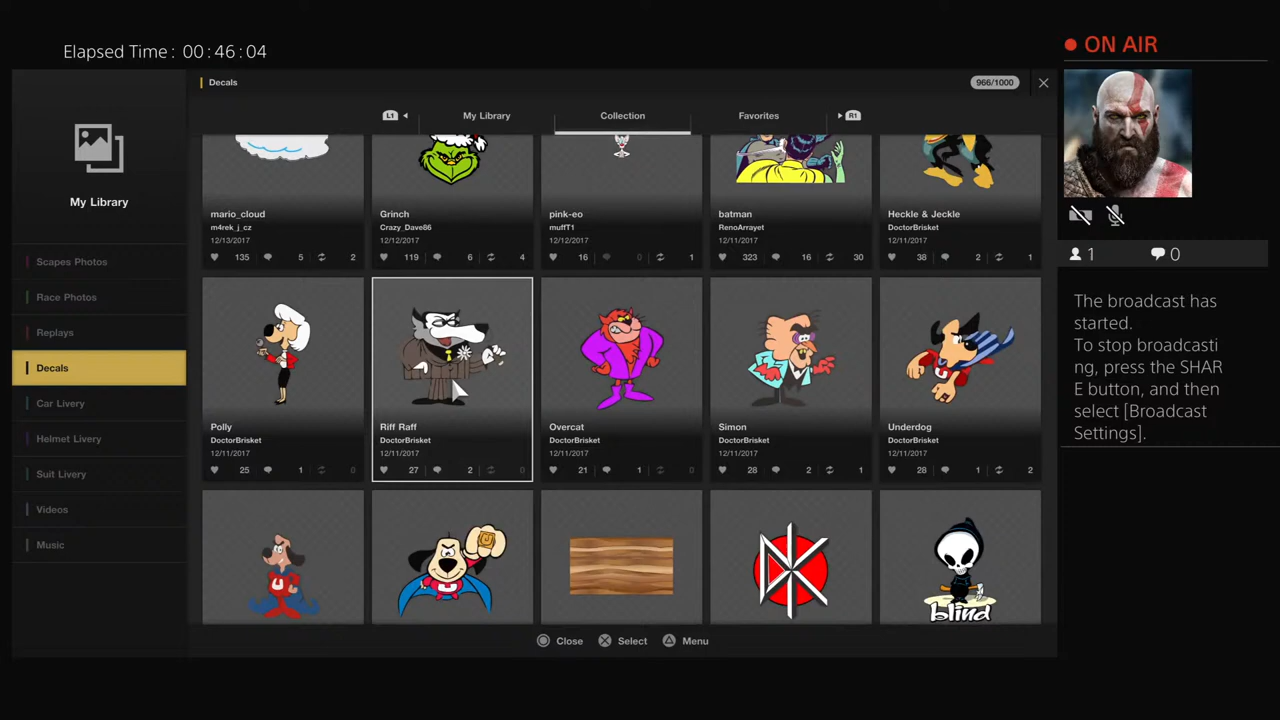 Elapsed Time: 00:46:04
ON AIR
My Library
Scapes Photos
Race Photos
Replays
Decals
Car Livery
Helmet Livery
Suit Livery
Videos
Music
Decals
966/1000
L1 My Library Collection Favorites R1
mario_cloud
m4rek_j_cz
12/13/2017
135 5 2
Grinch
Crazy_Dave86
12/12/2017
119 6 4
pink-eo
muffT1
12/12/2017
16 0 1
batman
RenoArrayet
12/11/2017
323 16 30
Heckle & Jeckle
DoctorBrisket
12/11/2017
38 2 1
Polly
DoctorBrisket
12/11/2017
25 1 0
Riff Raff
DoctorBrisket
12/11/2017
27 2 0
Overcat
DoctorBrisket
12/11/2017
21 1 0
Simon
DoctorBrisket
12/11/2017
28 2 1
U
Underdog
DoctorBrisket
12/11/2017
28 1 2
U
U
DK
blind
Close Select Menu
1 0
The broadcast has
started.
To stop broadcasti
ng, press the SHAR
E button, and then
select [Broadcast
Settings].